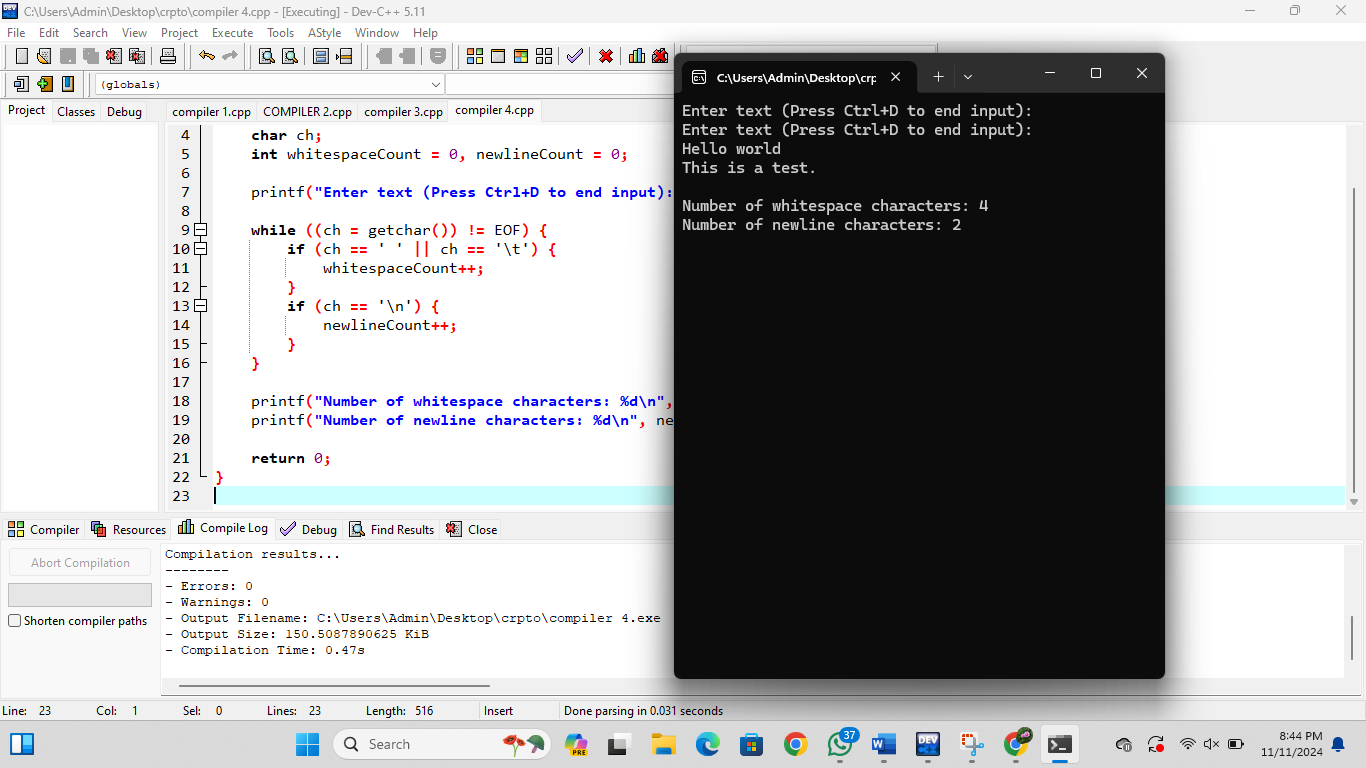 C:\Users\Admin\Desktop\crpto\compiler 4.cpp - [Executing] - Dev-C++ 5.11
File Edit Search View Project Execute Tools AStyle Window Help
(globals)
Project Classes Debug
compiler 1.cpp COMPILER 2.cpp compiler 3.cpp compiler 4.cpp
4 char ch;
5 int whitespaceCount = 0, newlineCount = 0;
6
7 printf("Enter text (Press Ctrl+D to end input):
8
9 while ((ch = getchar()) != EOF) {
10 if (ch == ' ' || ch == '\t') {
11 whitespaceCount++;
12 }
13 if (ch == '\n') {
14 newlineCount++;
15 }
16 }
17
18 printf("Number of whitespace characters: %d\n",
19 printf("Number of newline characters: %d\n", ne
20
21 return 0;
22 }
23
C:\Users\Admin\Desktop\crp
Enter text (Press Ctrl+D to end input):
Enter text (Press Ctrl+D to end input):
Hello world
This is a test.
Number of whitespace characters: 4
Number of newline characters: 2
Compiler Resources Compile Log Debug Find Results Close
Abort Compilation
Shorten compiler paths
Compilation results...
--------
- Errors: 0
- Warnings: 0
- Output Filename: C:\Users\Admin\Desktop\crpto\compiler 4.exe
- Output Size: 150.5087890625 KiB
- Compilation Time: 0.47s
Line: 23 Col: 1 Sel: 0 Lines: 23 Length: 516 Insert Done parsing in 0.031 seconds
Search
PRE
37
DEV
8:44 PM
11/11/2024